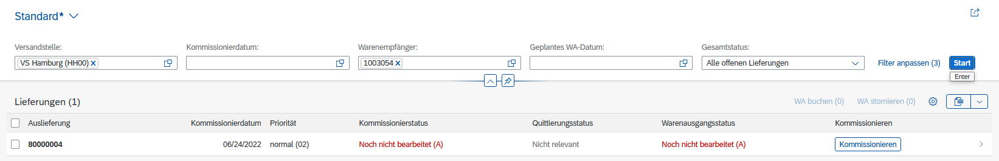 Standard*
Versandstelle: Kommissionierdatum: Warenempfänger: Geplantes WA-Datum: Gesamtstatus:
VS Hamburg (HH00) 1003054 Alle offenen Lieferungen Filter anpassen (3) Start
Enter
Lieferungen (1) WA buchen (0) WA stornieren (0)
Auslieferung Kommissionierdatum Priorität Kommissionierstatus Quittierungsstatus Warenausgangsstatus Kommissionieren
80000004 06/24/2022 normal (02) Noch nicht bearbeitet (A) Nicht relevant Noch nicht bearbeitet (A) Kommissionieren